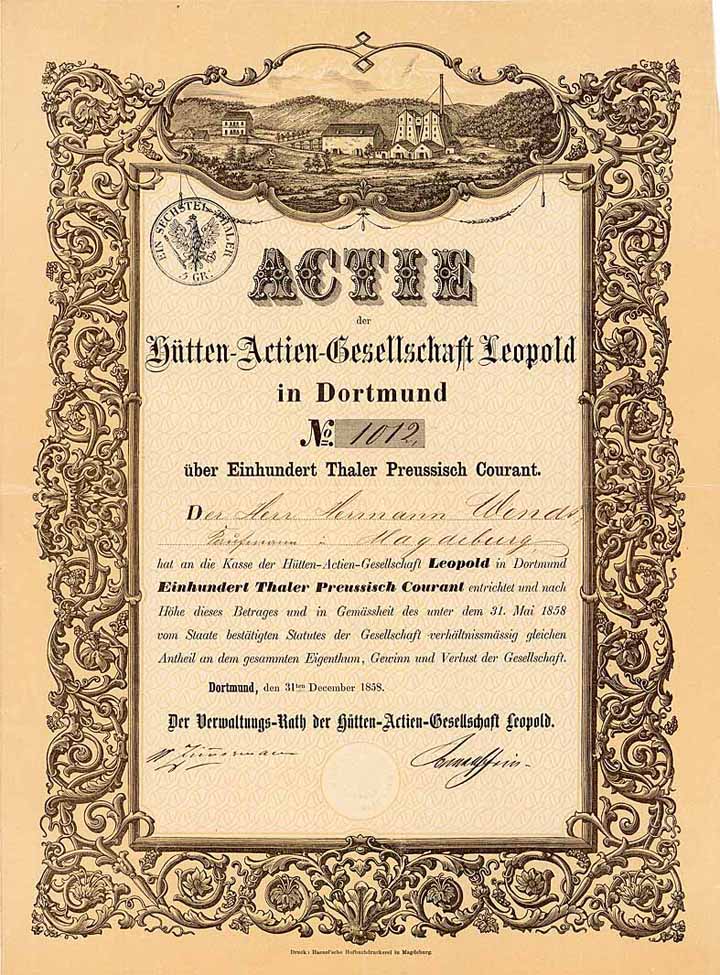 EIN SECHSTEL THALER
5 GR.
ACTIE
der
Hütten-Actien-Gesellschaft Leopold
in Dortmund
No. 1012
über Einhundert Thaler Preussisch Courant.
Der Herr Hermann Wendt
Kaufmann in Magdeburg
hat an die Kasse der Hütten-Actien-Gesellschaft Leopold in Dortmund
Einhundert Thaler Preussisch Courant entrichtet und nach
Höhe dieses Betrages und in Gemässheit des unter dem 31. Mai 1858
vom Staate bestätigten Statutes der Gesellschaft verhältnissmässig gleichen
Antheil an dem gesammten Eigenthum, Gewinn und Verlust der Gesellschaft.
Dortmund, den 31ten December 1858.
Der Verwaltungs-Rath der Hütten-Actien-Gesellschaft Leopold.
W. Zimmermann
Druck: Haenel'sche Hofbuchdruckerei in Magdeburg.